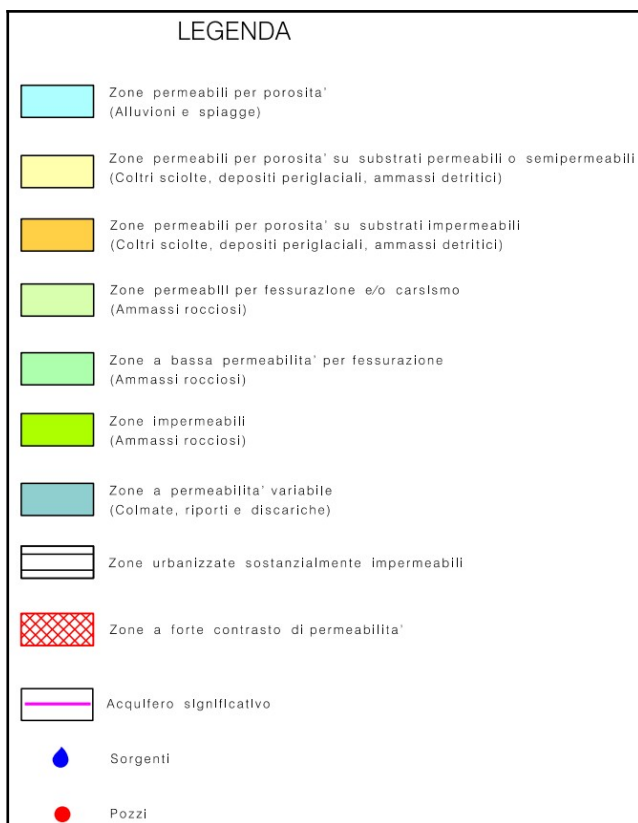 LEGENDA
Zone permeabili per porosita'
(Alluvioni e spiagge)
Zone permeabili per porosita' su substrati permeabili o semipermeabili
(Coltri sciolte, depositi periglaciali, ammassi detritici)
Zone permeabili per porosita' su substrati impermeabili
(Coltri sciolte, depositi periglaciali, ammassi detritici)
Zone permeabili per fessurazione e/o carsismo
(Ammassi rocciosi)
Zone a bassa permeabilita' per fessurazione
(Ammassi rocciosi)
Zone impermeabili
(Ammassi rocciosi)
Zone a permeabilita' variabile
(Colmate, riporti e discariche)
Zone urbanizzate sostanzialmente impermeabili
Zone a forte contrasto di permeabilita'
Acquifero significativo
Sorgenti
Pozzi